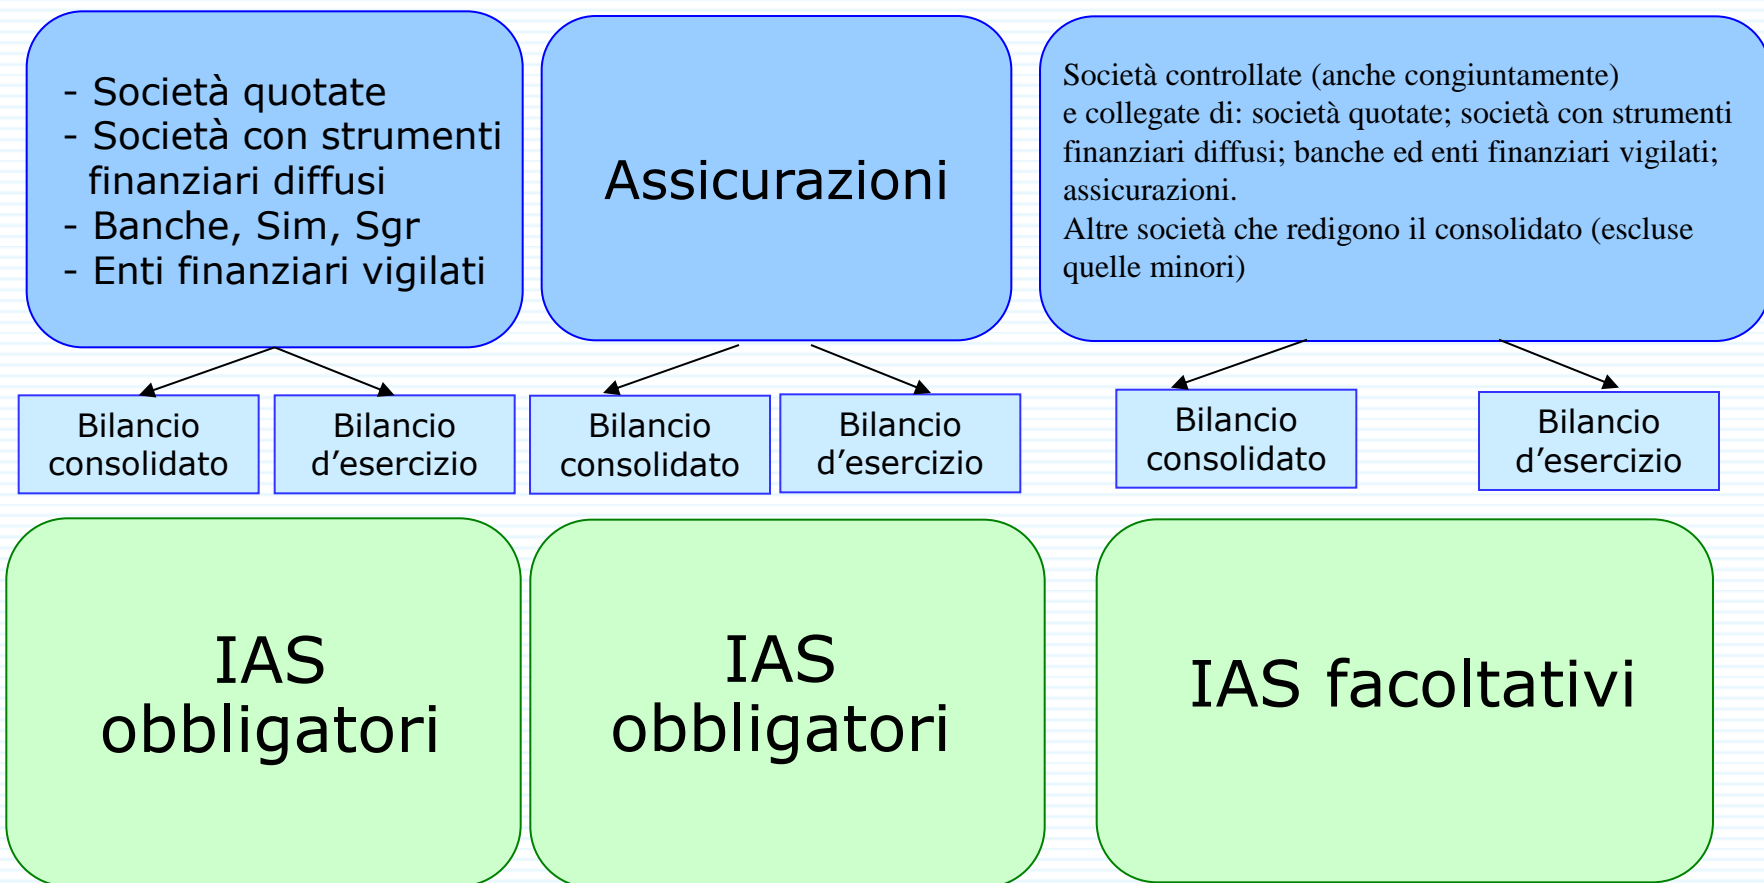 - Società quotate
- Società con strumenti
finanziari diffusi
- Banche, Sim, Sgr
- Enti finanziari vigilati
Assicurazioni
Società controllate (anche congiuntamente)
e collegate di: società quotate; società con strumenti
finanziari diffusi; banche ed enti finanziari vigilati;
assicurazioni.
Altre società che redigono il consolidato (escluse
quelle minori)
Bilancio
consolidato
Bilancio
d’esercizio
Bilancio
consolidato
Bilancio
d’esercizio
Bilancio
consolidato
Bilancio
d’esercizio
IAS
obbligatori
IAS
obbligatori
IAS facoltativi